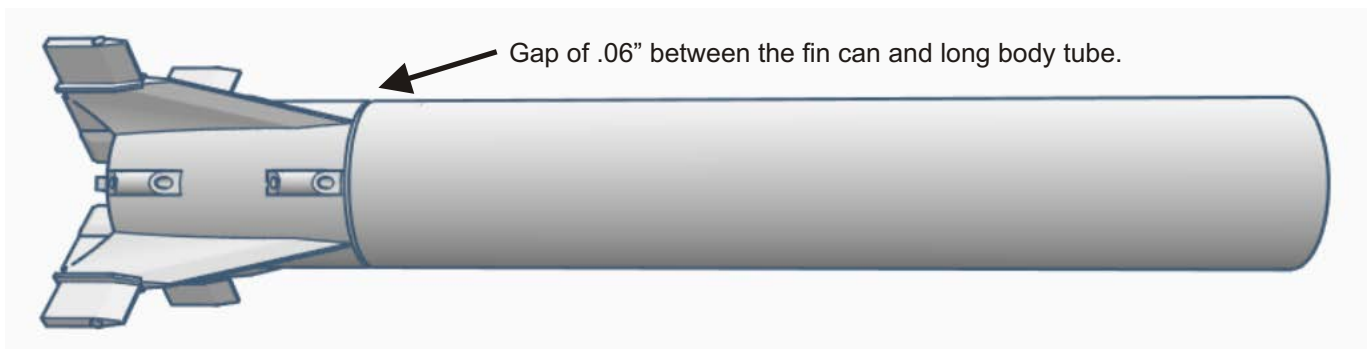 Gap of .06” between the fin can and long body tube.